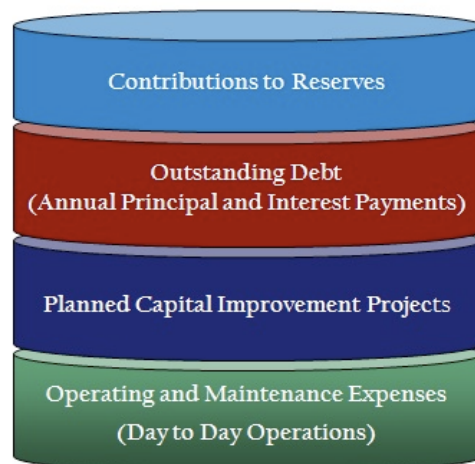 Contributions to Reserves
Outstanding Debt
(Annual Principal and Interest Payments)
Planned Capital Improvement Projects
Operating and Maintenance Expenses
(Day to Day Operations)